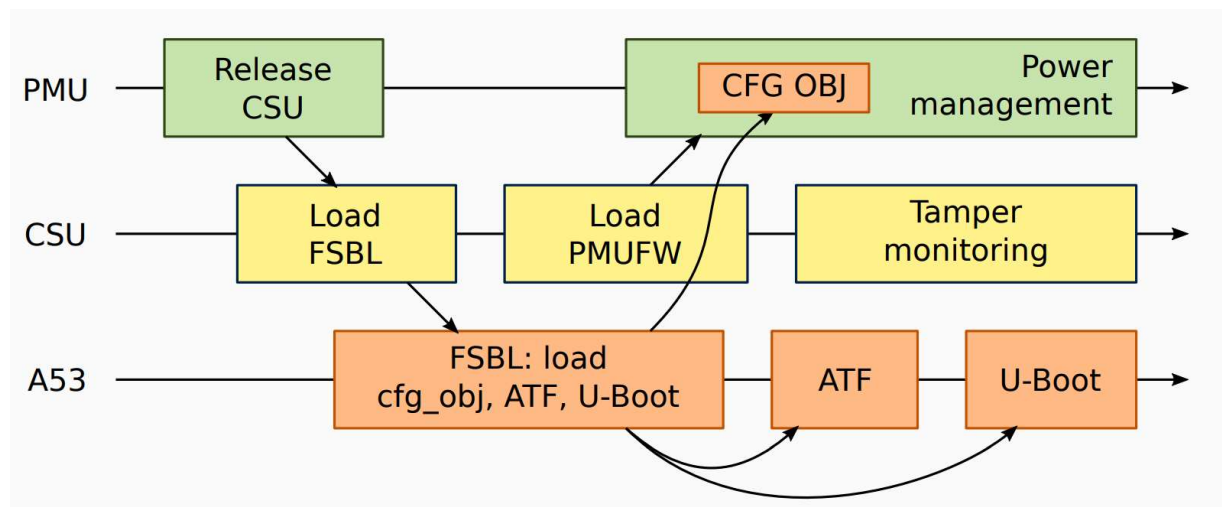 PMU
Release
CSU
CFG OBJ
Power
management
CSU
Load
FSBL
Load
PMUFW
Tamper
monitoring
A53
FSBL: load
cfg_obj, ATF, U-Boot
ATF
U-Boot